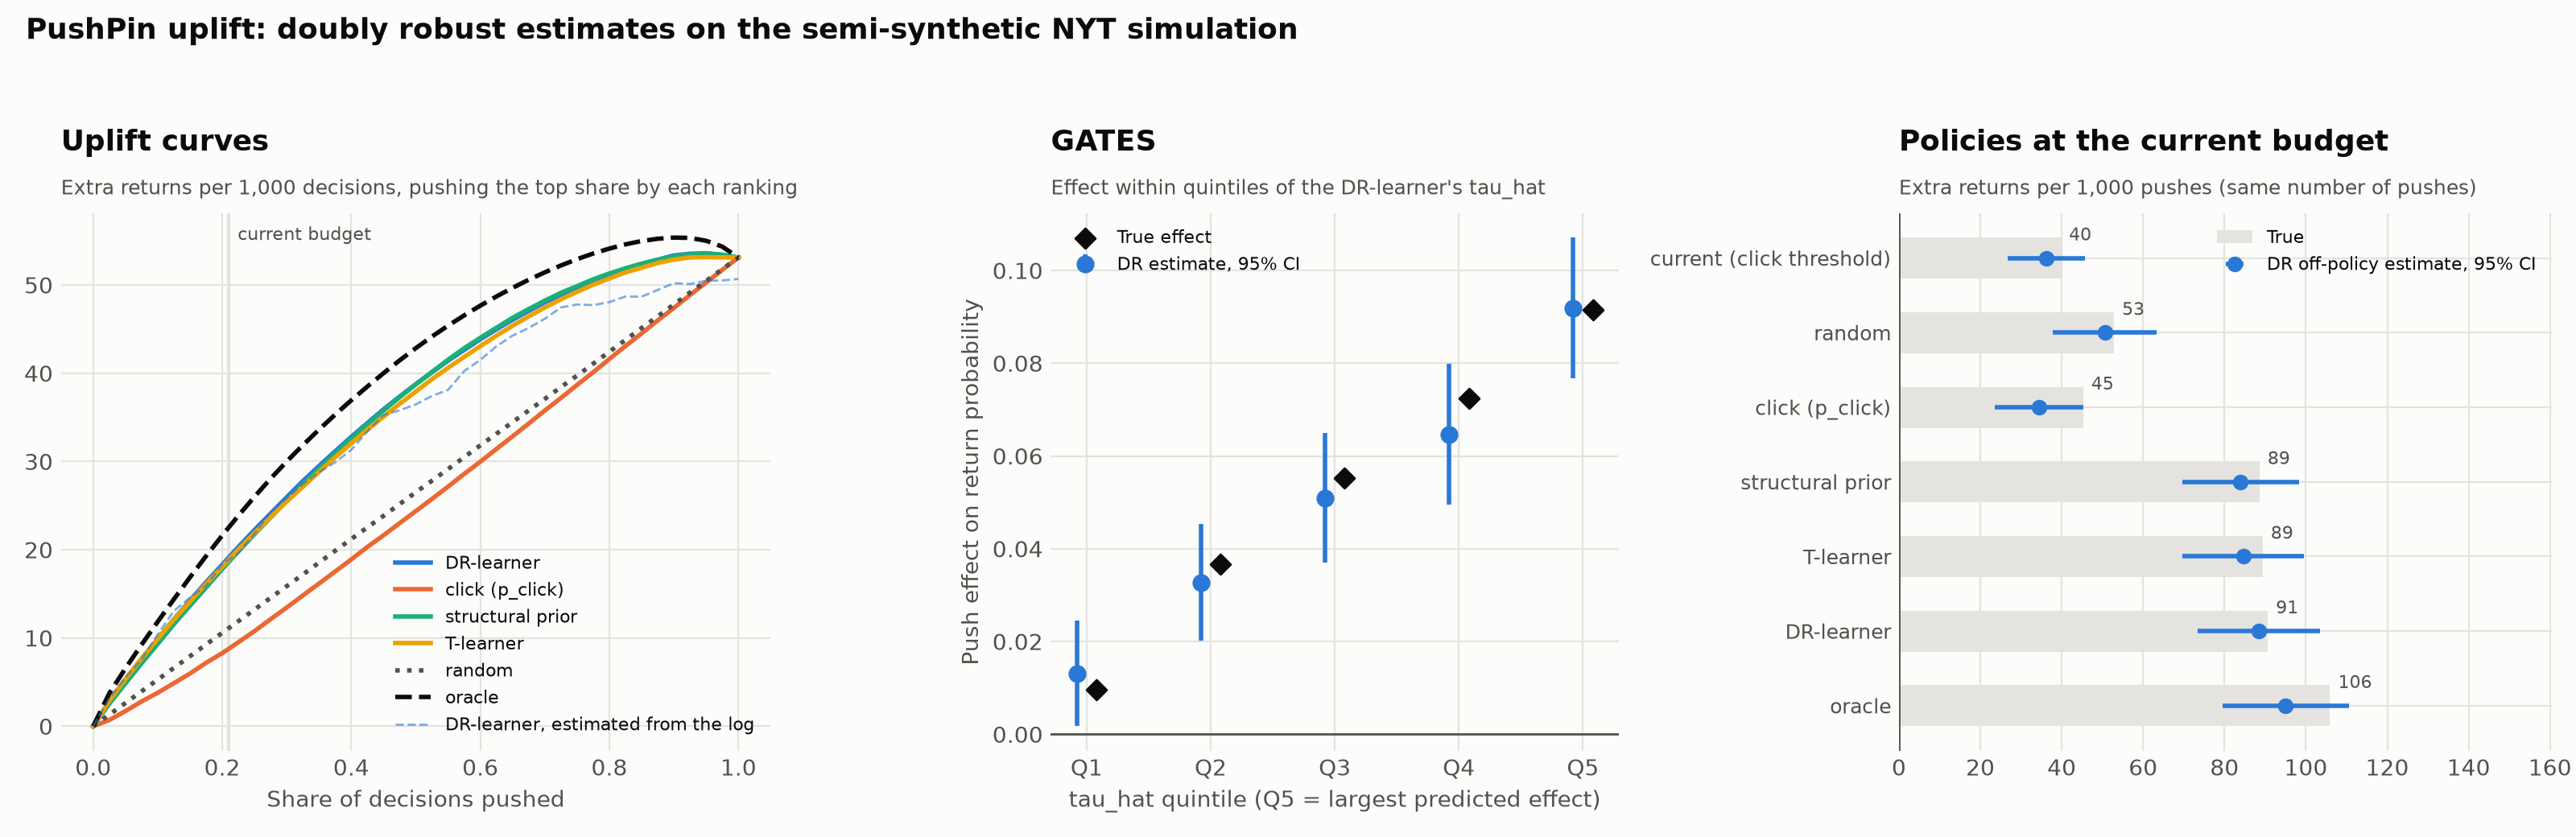 PushPin uplift: doubly robust estimates on the semi-synthetic NYT simulation
Uplift curves
Extra returns per 1,000 decisions, pushing the top share by each ranking
current budget
50
40
30
20
10
0
DR-learner
click (p_click)
structural prior
T-learner
random
oracle
DR-learner, estimated from the log
0.0 0.2 0.4 0.6 0.8 1.0
Share of decisions pushed
GATES
Effect within quintiles of the DR-learner's tau_hat
True effect
DR estimate, 95% CI
Push effect on return probability
0.10
0.08
0.06
0.04
0.02
0.00
Q1 Q2 Q3 Q4 Q5
tau_hat quintile (Q5 = largest predicted effect)
Policies at the current budget
Extra returns per 1,000 pushes (same number of pushes)
True
DR off-policy estimate, 95% CI
current (click threshold) 40
random 53
click (p_click) 45
structural prior 89
T-learner 89
DR-learner 91
oracle 106
0 20 40 60 80 100 120 140 160